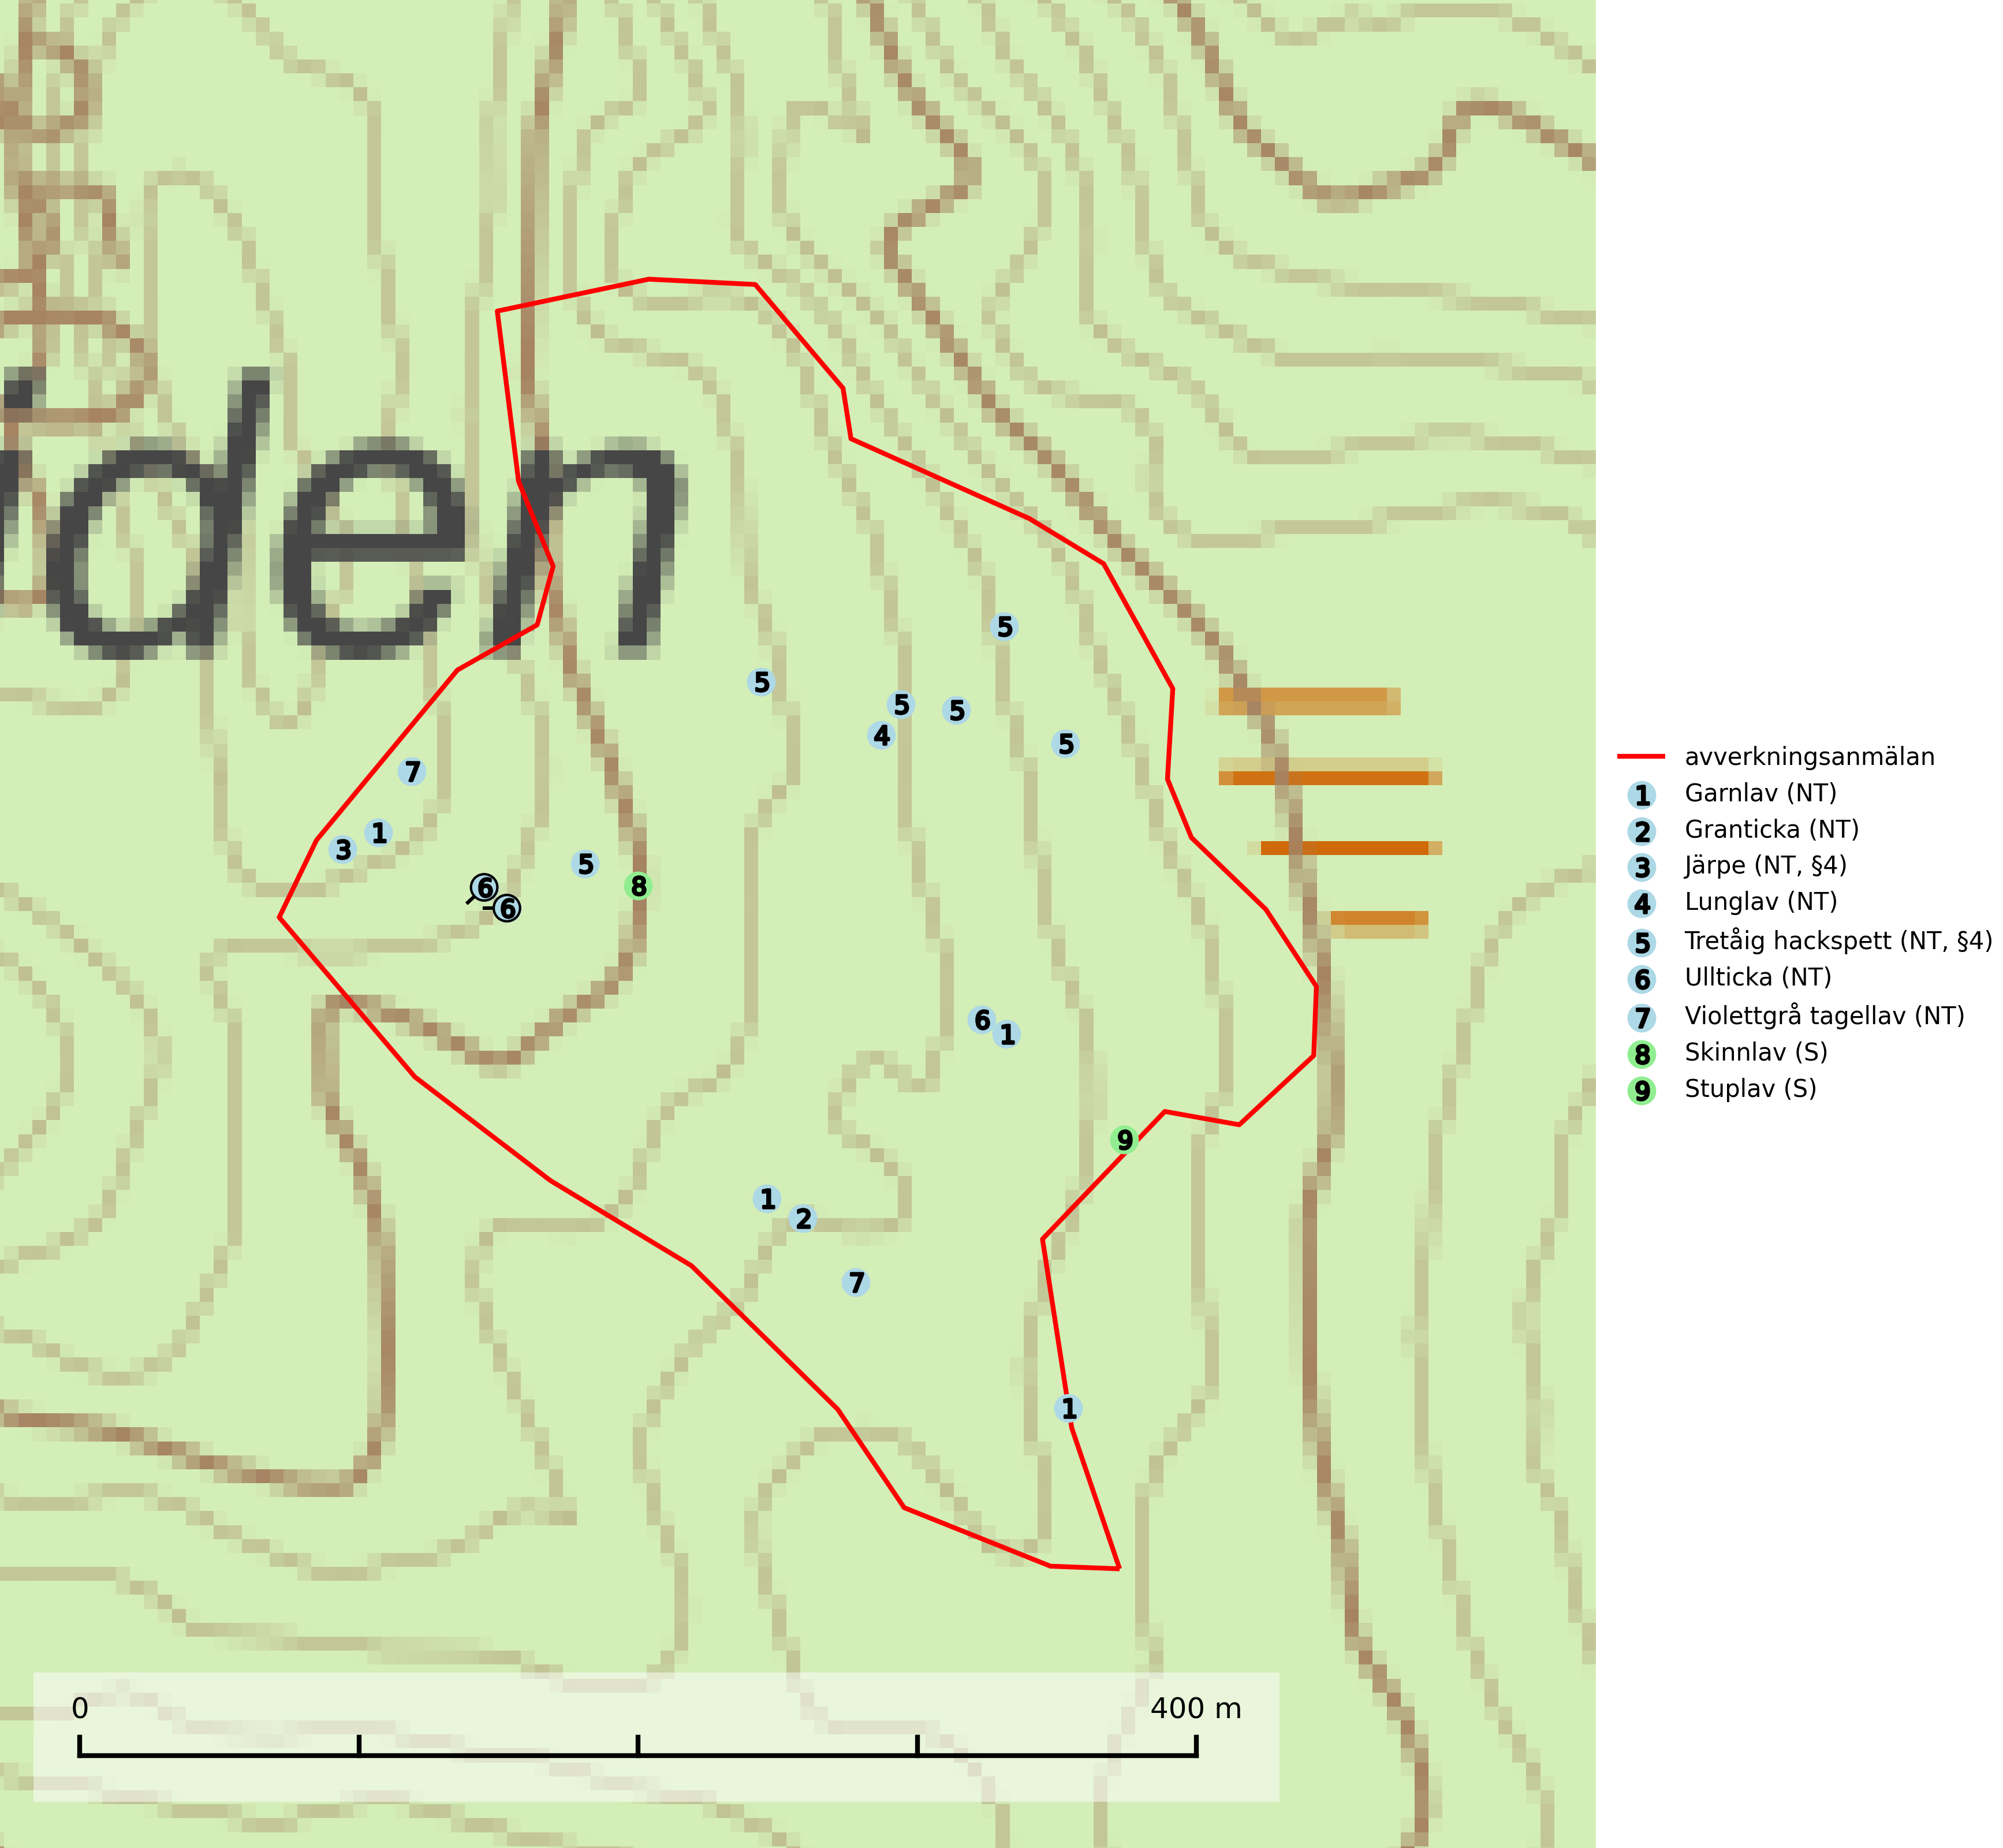 den
5
5
5
5
4
5
7
1
3
5
6
8
6
6
1
9
1
2
7
1
0
400 m
avverkningsanmälan
1 Garnlav (NT)
2 Granticka (NT)
3 Järpe (NT, §4)
4 Lunglav (NT)
5 Tretåig hackspett (NT, §4)
6 Ullticka (NT)
7 Violettgrå tagellav (NT)
8 Skinnlav (S)
9 Stuplav (S)